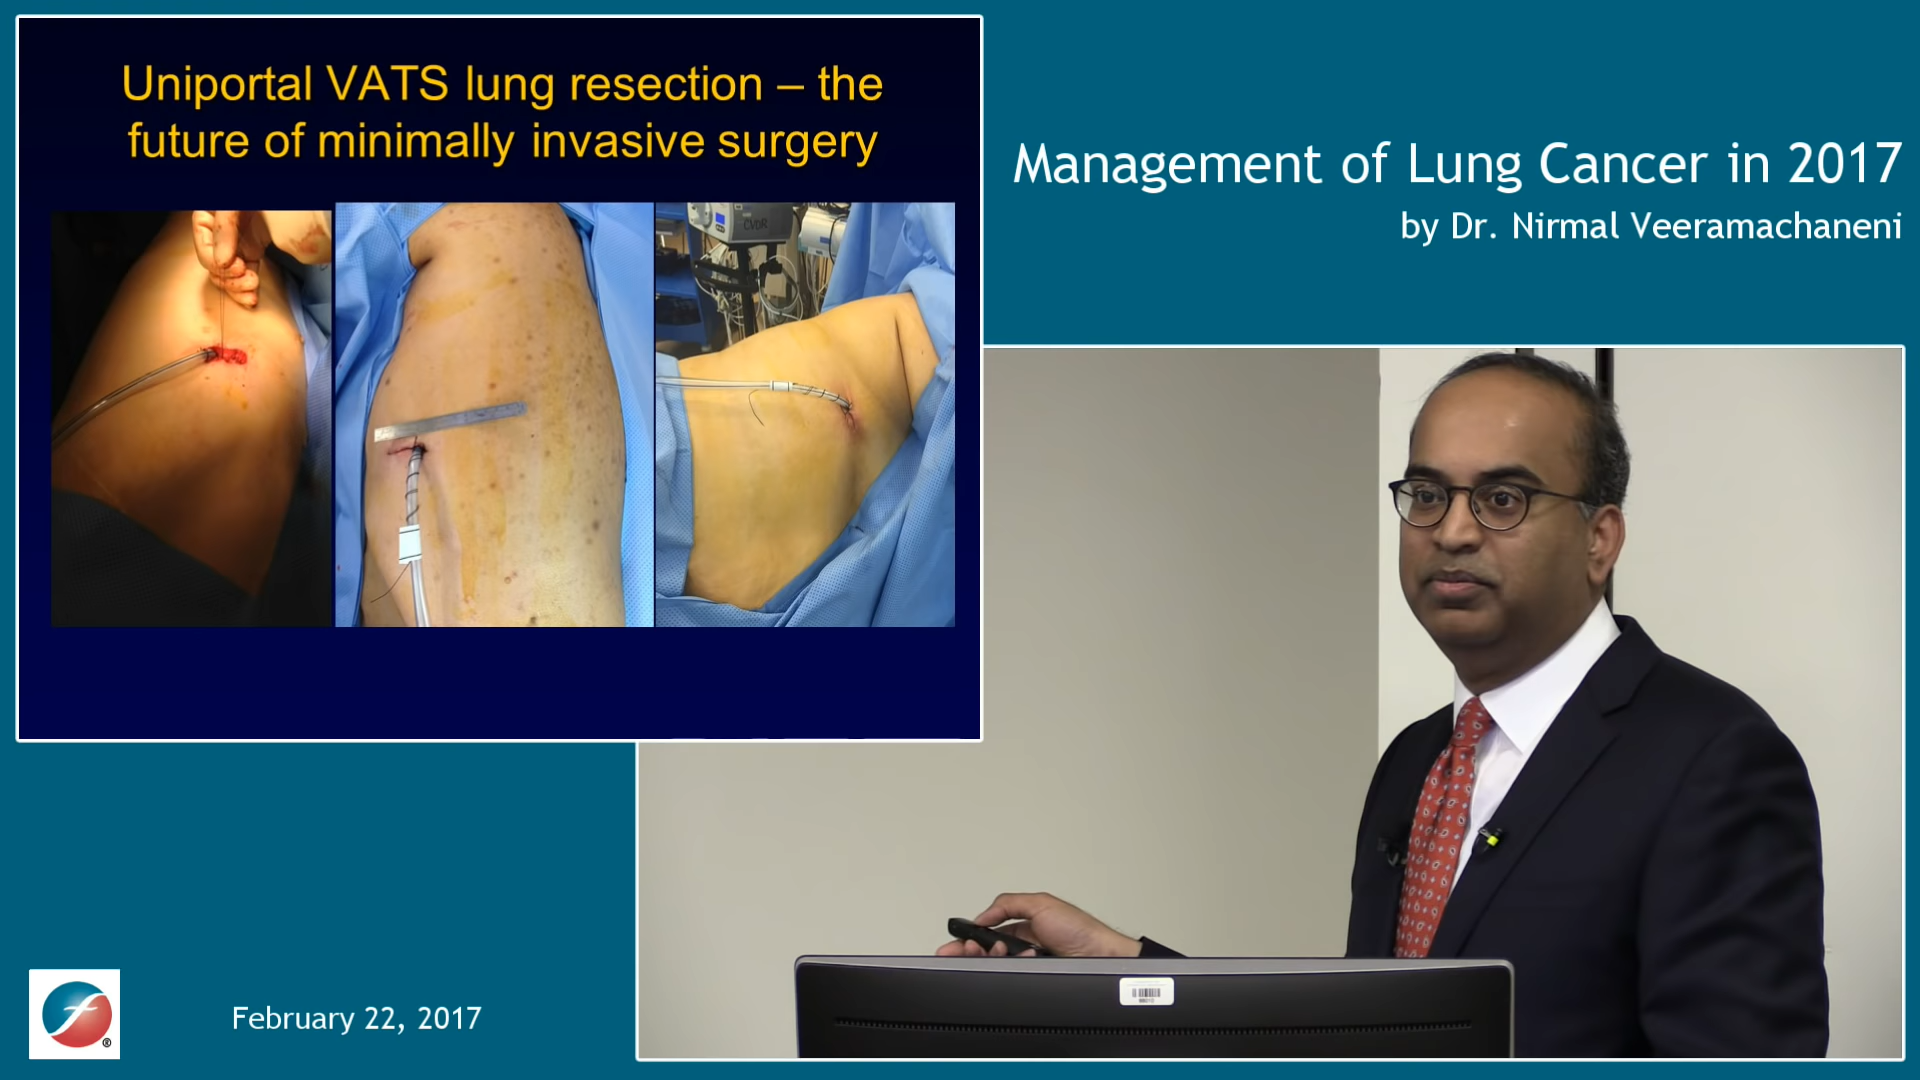 Uniportal VATS lung resection – the
future of minimally invasive surgery
CVOR
Management of Lung Cancer in 2017
by Dr. Nirmal Veeramachaneni
February 22, 2017
f
®